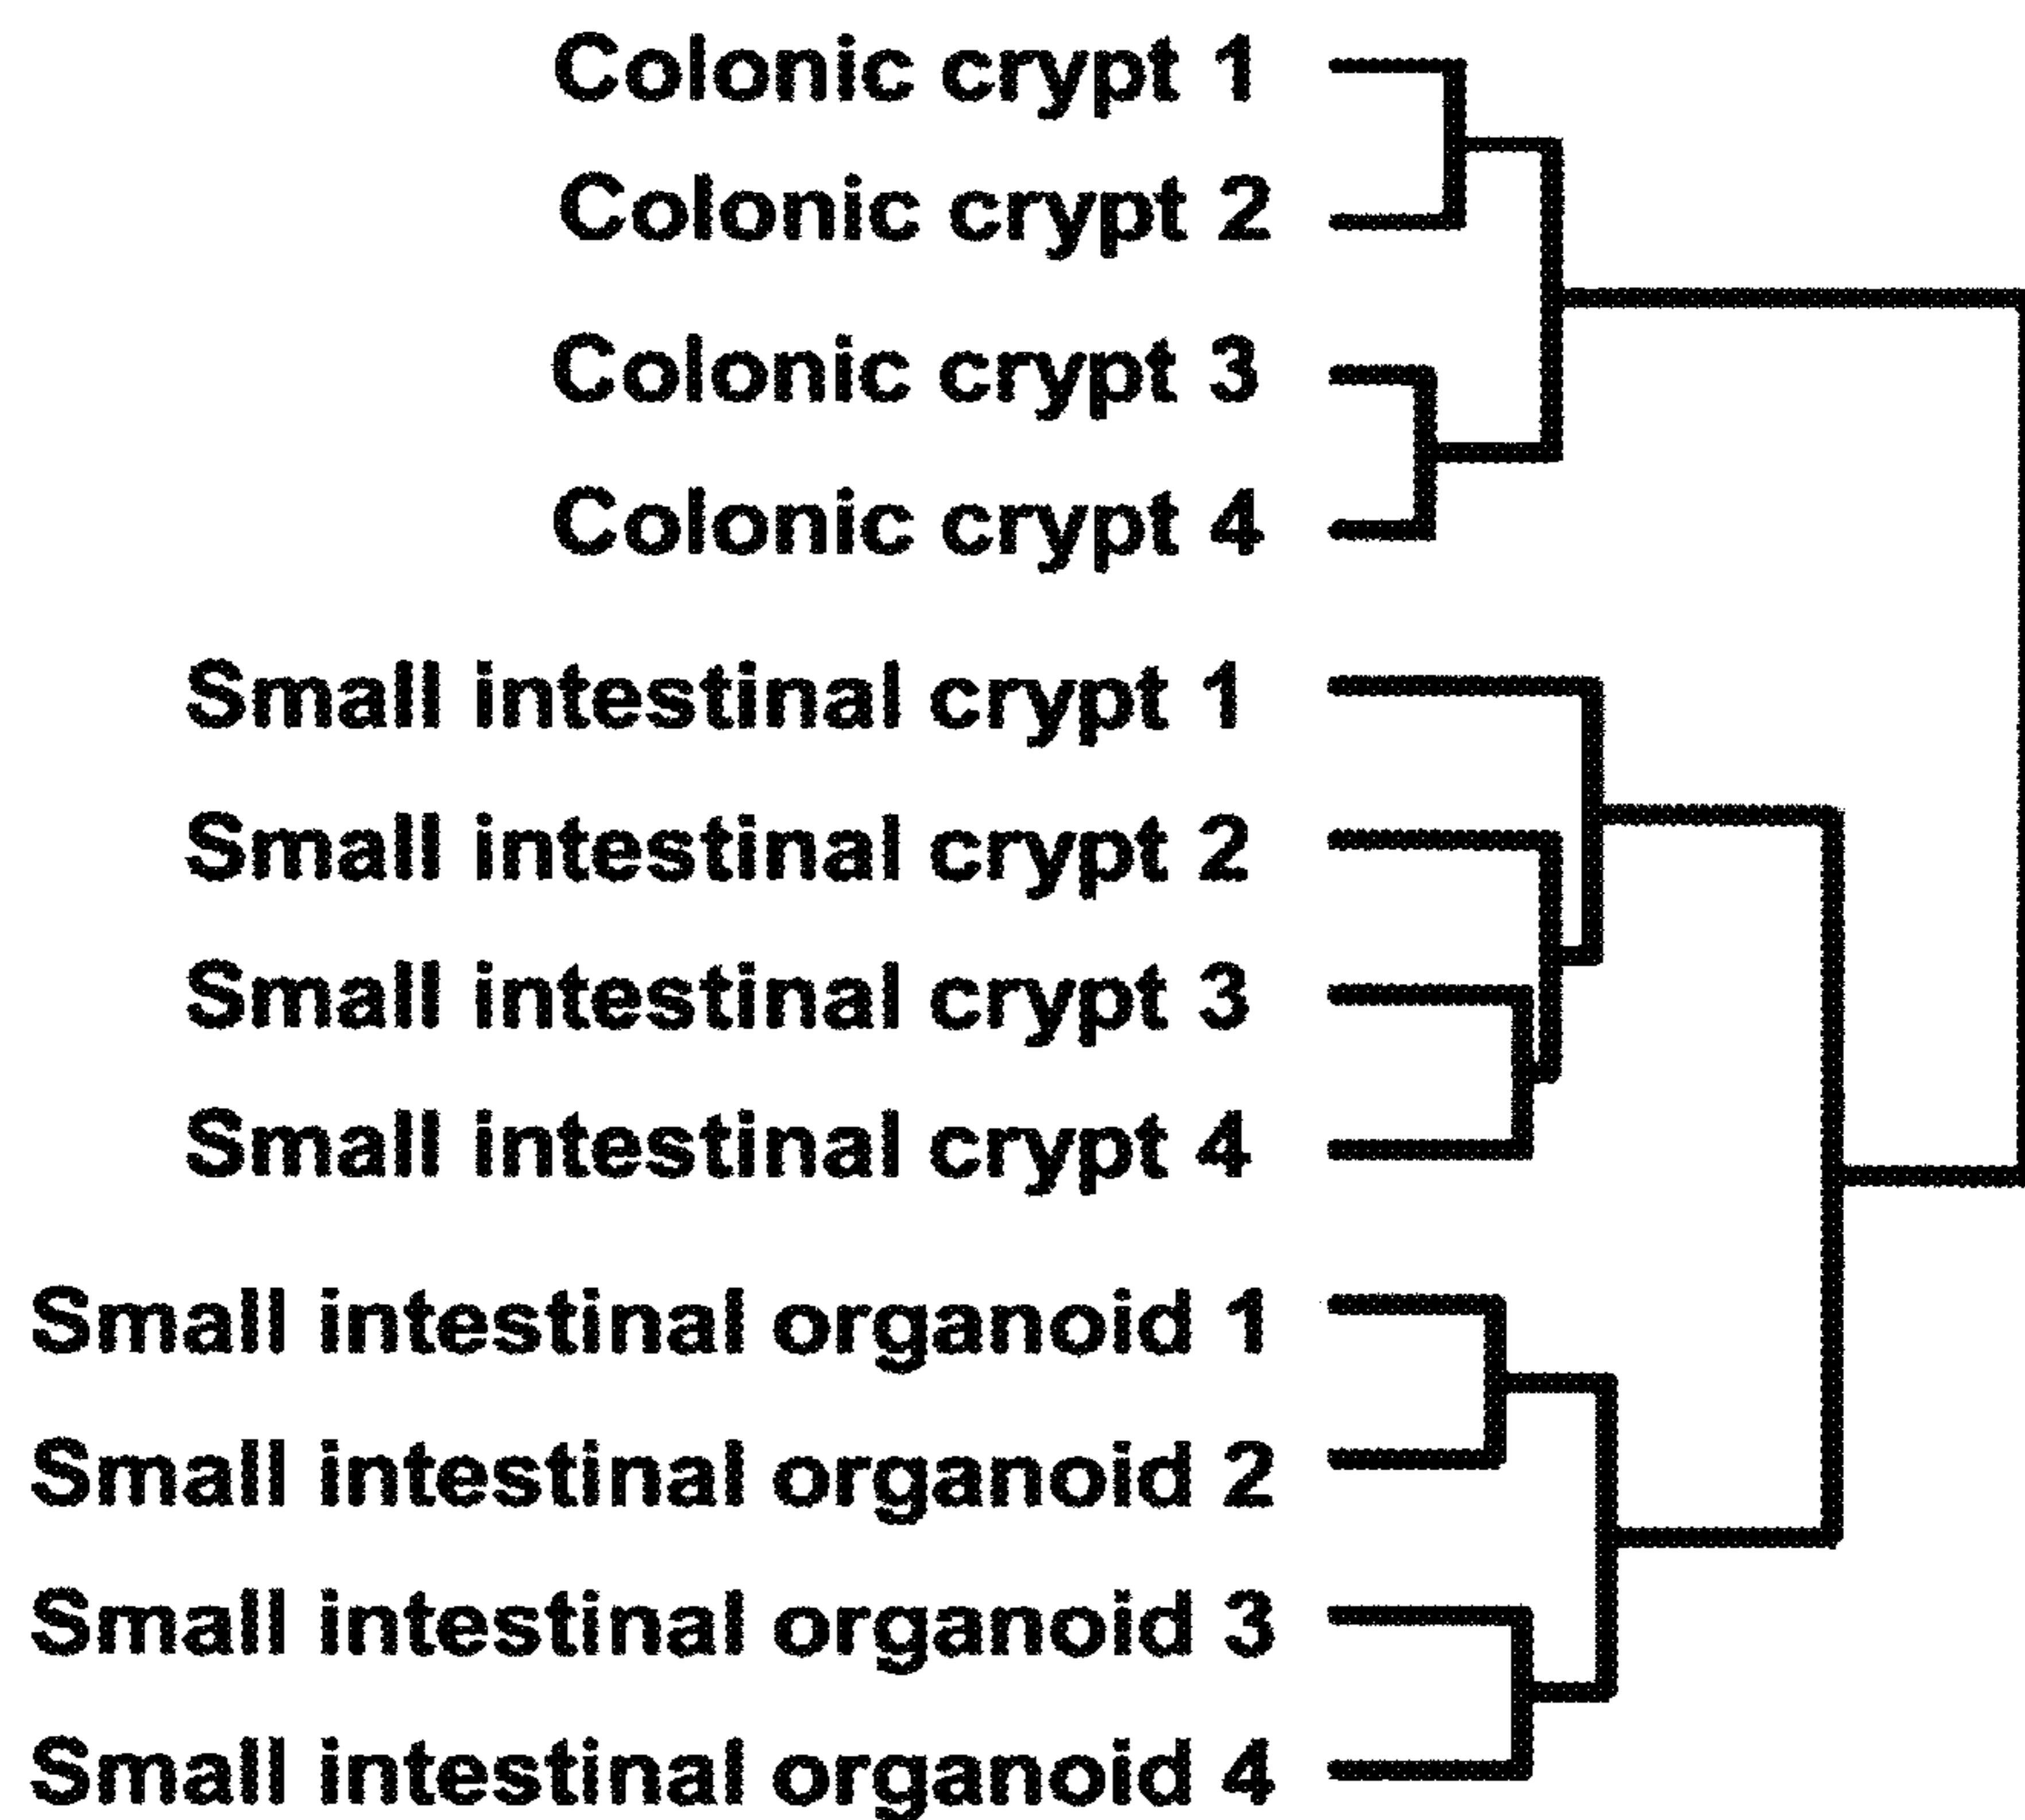 Colonic crypt 1
Colonic crypt 2
Colonic crypt 3
Colonic crypt 4
Small intestinal crypt 1
Small intestinal crypt 2
Small intestinal crypt 3
Small intestinal crypt 4
Small intestinal organoid 1
Small intestinal organoid 2
Small intestinal organoid 3
Small intestinal organoid 4